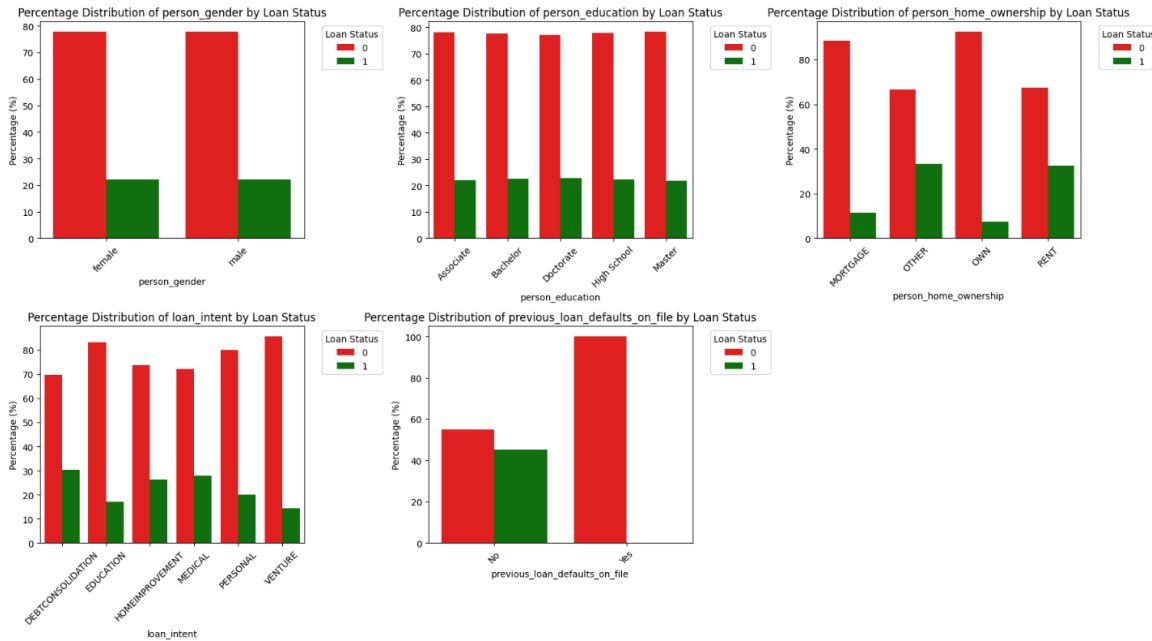 Percentage Distribution of person_gender by Loan Status
Percentage (%)
80
70
60
50
40
30
20
10
0
female
male
person_gender
Loan Status
0
1
Percentage Distribution of person_education by Loan Status
Percentage (%)
80
70
60
50
40
30
20
10
0
Associate
Bachelor
Doctorate
High School
Master
person_education
Loan Status
0
1
Percentage Distribution of person_home_ownership by Loan Status
Percentage (%)
80
60
40
20
0
MORTGAGE
OTHER
OWN
RENT
person_home_ownership
Loan Status
0
1
Percentage Distribution of loan_intent by Loan Status
Percentage (%)
80
70
60
50
40
30
20
10
0
DEBTCONSOLIDATION
EDUCATION
HOMEIMPROVEMENT
MEDICAL
PERSONAL
VENTURE
loan_intent
Loan Status
0
1
Percentage Distribution of previous_loan_defaults_on_file by Loan Status
Percentage (%)
100
80
60
40
20
0
No
Yes
previous_loan_defaults_on_file
Loan Status
0
1